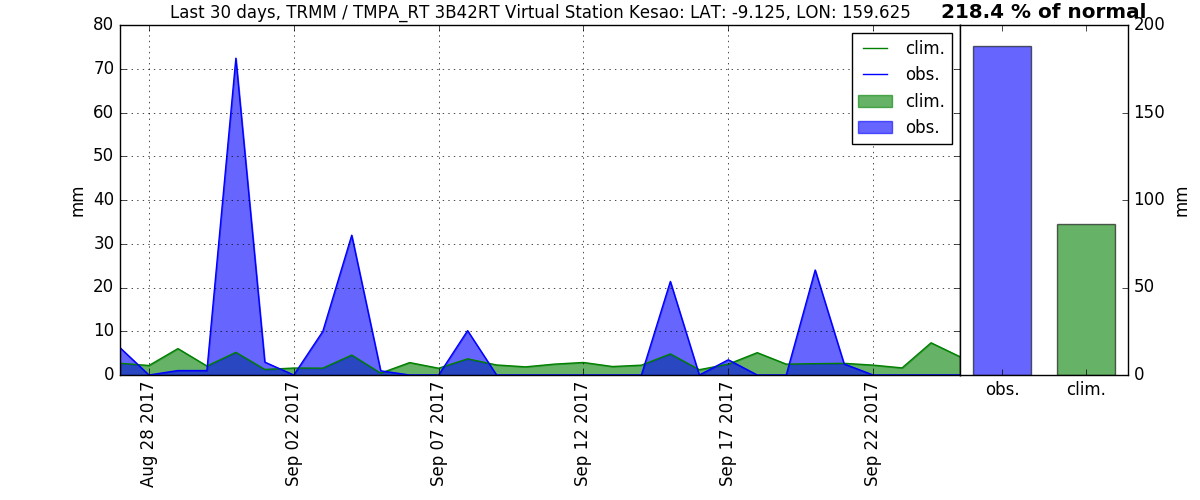 Last 30 days, TRMM / TMPA_RT 3B42RT Virtual Station Kesao: LAT: -9.125, LON: 159.625
218.4 % of normal
80
70
60
50
40
30
20
10
0
mm
clim.
obs.
clim.
obs.
Aug 28 2017
Sep 02 2017
Sep 07 2017
Sep 12 2017
Sep 17 2017
Sep 22 2017
200
150
100
50
0
mm
obs.
clim.